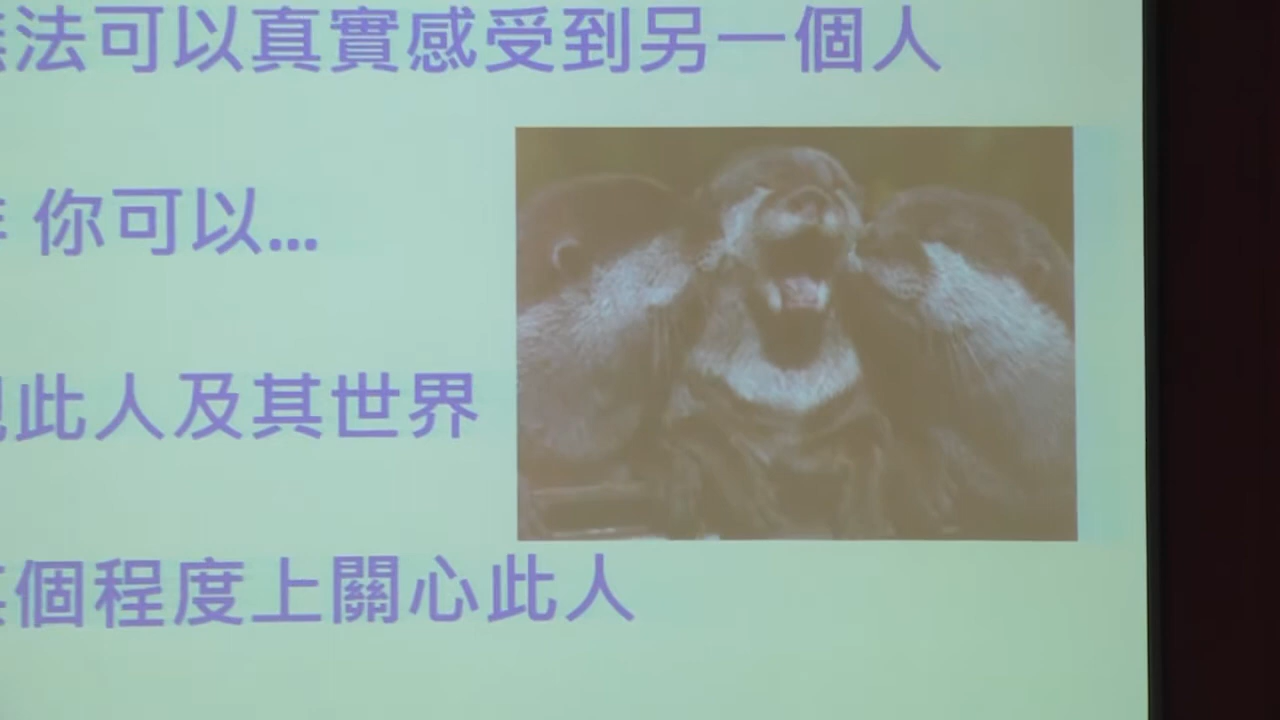 法可以真實感受到另一個人
你可以...
此人及其世界
個程度上關心此人